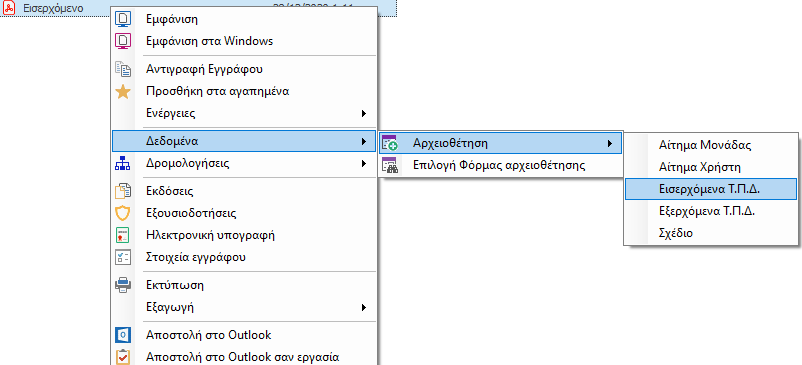 Εισερχόμενο
Εμφάνιση
Εμφάνιση στα Windows
Αντιγραφή Εγγράφου
Προσθήκη στα αγαπημένα
Ενέργειες
Δεδομένα
Αρχειοθέτηση
Αίτημα Μονάδας
Δρομολογήσεις
Επιλογή Φόρμας αρχειοθέτησης
Αίτημα Χρήστη
Εκδόσεις
Εισερχόμενα Τ.Π.Δ.
Εξουσιοδοτήσεις
Εξερχόμενα Τ.Π.Δ.
Ηλεκτρονική υπογραφή
Σχέδιο
Στοιχεία εγγράφου
Εκτύπωση
Εξαγωγή
Αποστολή στο Outlook
Αποστολή στο Outlook σαν εργασία